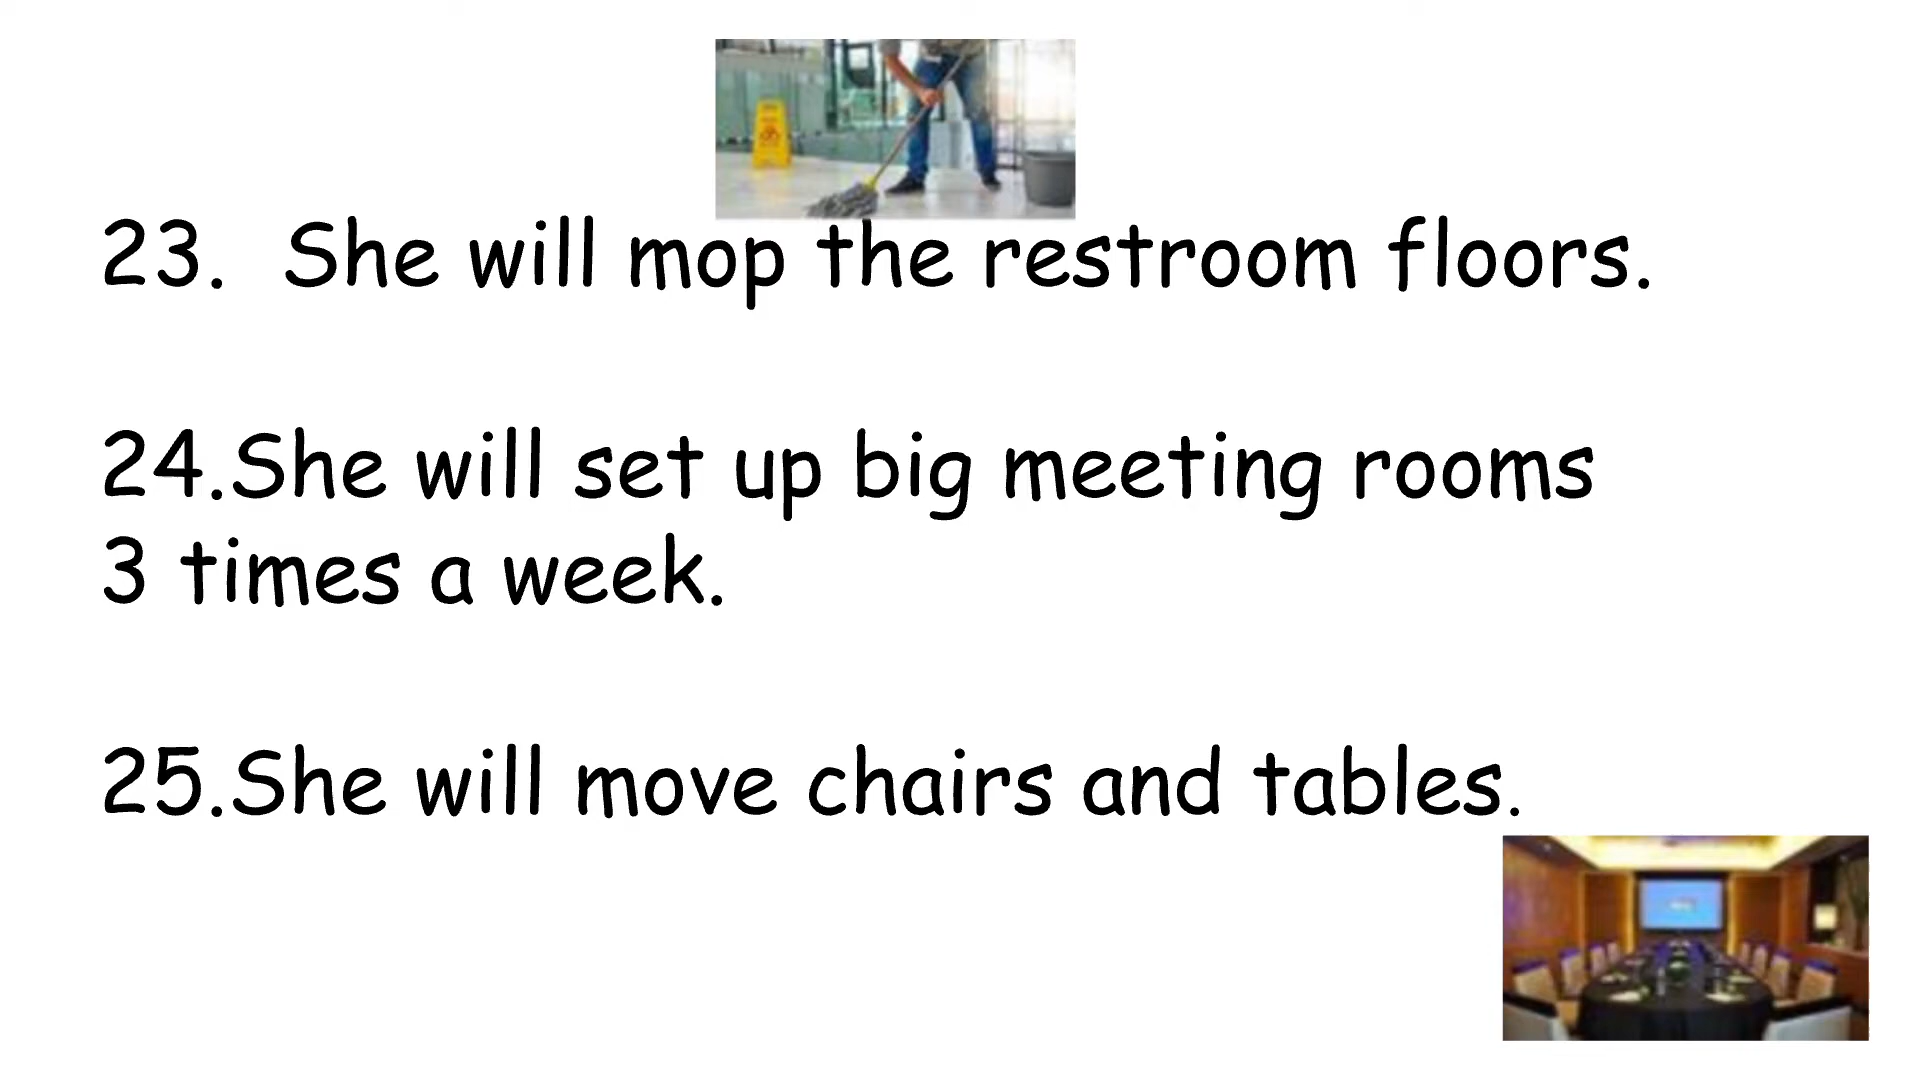 23.  She will mop the restroom floors.
24.She will set up big meeting rooms
3 times a week.
25.She will move chairs and tables.